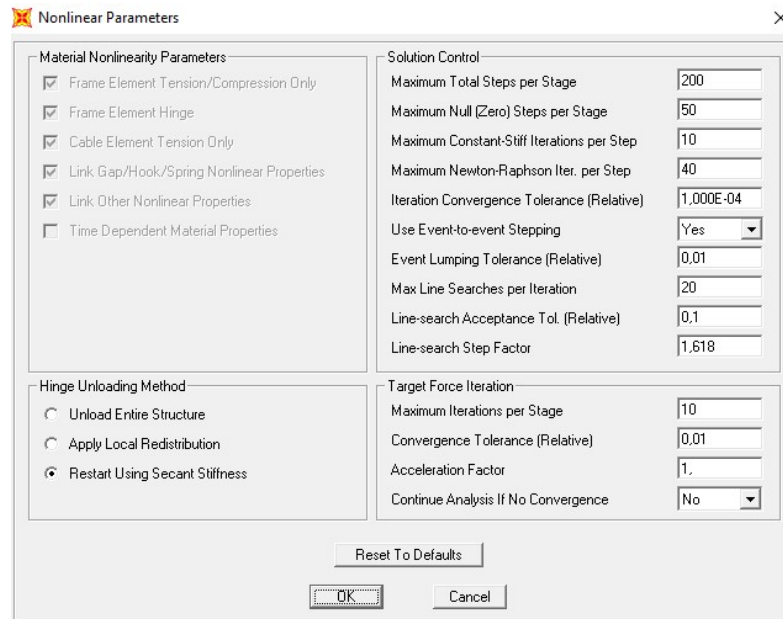 Nonlinear Parameters
Material Nonlinearity Parameters
Frame Element Tension/Compression Only
Frame Element Hinge
Cable Element Tension Only
Link Gap/Hook/Spring Nonlinear Properties
Link Other Nonlinear Properties
Time Dependent Material Properties
Solution Control
Maximum Total Steps per Stage 200
Maximum Null (Zero) Steps per Stage 50
Maximum Constant-Stiff Iterations per Step 10
Maximum Newton-Raphson Iter. per Step 40
Iteration Convergence Tolerance (Relative) 1,000E-04
Use Event-to-event Stepping Yes
Event Lumping Tolerance (Relative) 0,01
Max Line Searches per Iteration 20
Line-search Acceptance Tol. (Relative) 0,1
Line-search Step Factor 1,618
Hinge Unloading Method
Unload Entire Structure
Apply Local Redistribution
Restart Using Secant Stiffness
Target Force Iteration
Maximum Iterations per Stage 10
Convergence Tolerance (Relative) 0,01
Acceleration Factor 1,
Continue Analysis If No Convergence No
Reset To Defaults
OK Cancel